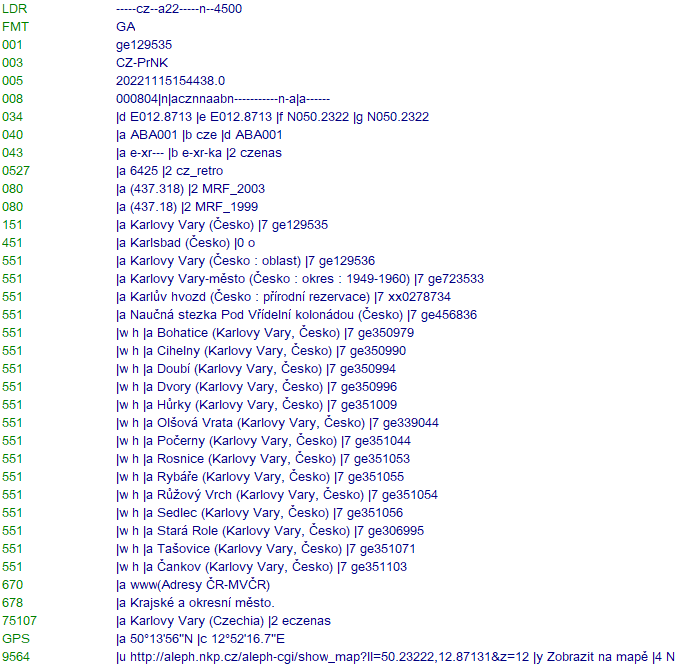 LDR -----cz--a22-----n--4500
FMT GA
001 ge129535
003 CZ-PrNK
005 20221115154438.0
008 000804|n|acznnaabn-----------n-a|a------
034 |d E012.8713 |e E012.8713 |f N050.2322 |g N050.2322
040 |a ABA001 |b cze |d ABA001
043 |a e-xr--- |b e-xr-ka |2 czenas
0527 |a 6425 |2 cz_retro
080 |a (437.318) |2 MRF_2003
080 |a (437.18) |2 MRF_1999
151 |a Karlovy Vary (Česko) |7 ge129535
451 |a Karlsbad (Česko) |0 o
551 |a Karlovy Vary (Česko : oblast) |7 ge129536
551 |a Karlovy Vary-město (Česko : okres : 1949-1960) |7 ge723533
551 |a Karlův hvozd (Česko : přírodní rezervace) |7 xx0278734
551 |a Naučná stezka Pod Vřídelní kolonádou (Česko) |7 ge456836
551 |w h |a Bohatice (Karlovy Vary, Česko) |7 ge350979
551 |w h |a Cihelny (Karlovy Vary, Česko) |7 ge350990
551 |w h |a Doubí (Karlovy Vary, Česko) |7 ge350994
551 |w h |a Dvory (Karlovy Vary, Česko) |7 ge350996
551 |w h |a Hůrky (Karlovy Vary, Česko) |7 ge351009
551 |w h |a Olšová Vrata (Karlovy Vary, Česko) |7 ge339044
551 |w h |a Počerny (Karlovy Vary, Česko) |7 ge351044
551 |w h |a Rosnice (Karlovy Vary, Česko) |7 ge351053
551 |w h |a Rybáře (Karlovy Vary, Česko) |7 ge351055
551 |w h |a Růžový Vrch (Karlovy Vary, Česko) |7 ge351054
551 |w h |a Sedlec (Karlovy Vary, Česko) |7 ge351056
551 |w h |a Stará Role (Karlovy Vary, Česko) |7 ge306995
551 |w h |a Tašovice (Karlovy Vary, Česko) |7 ge351071
551 |w h |a Čankov (Karlovy Vary, Česko) |7 ge351103
670 |a www(Adresy ČR-MVČR)
678 |a Krajské a okresní město.
75107 |a Karlovy Vary (Czechia) |2 eczenas
GPS |a 50°13'56"N |c 12°52'16.7"E
9564 |u http://aleph.nkp.cz/aleph-cgi/show_map?ll=50.23222,12.87131&z=12 |y Zobrazit na mapě |4 N